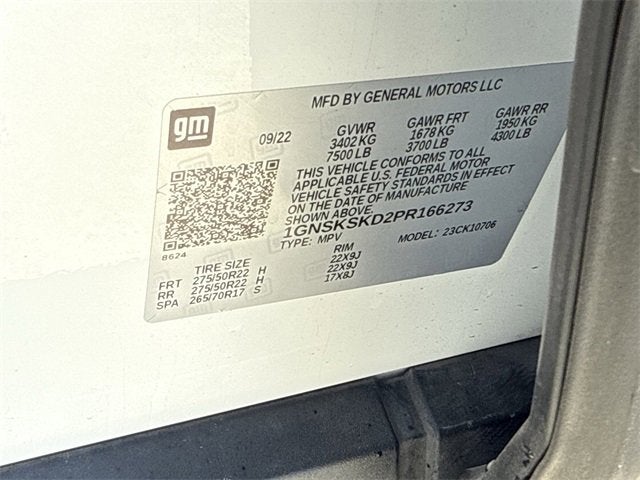 MFD BY GENERAL MOTORS LLC
gm
09/22 GVWR GAWR FRT GAWR RR
3402 KG 1678 KG 1950 KG
7500 LB 3700 LB 4300 LB
THIS VEHICLE CONFORMS TO ALL
APPLICABLE U.S. FEDERAL MOTOR
VEHICLE SAFETY STANDARDS IN EFFECT
ON THE DATE OF MANUFACTURE
SHOWN ABOVE.
1GNSKSKD2PR166273
TYPE: MPV MODEL: 23CK10706
8624
TIRE SIZE RIM
FRT 275/50R22 H 22X9J
RR 275/50R22 H 22X9J
SPA 265/70R17 S 17X8J